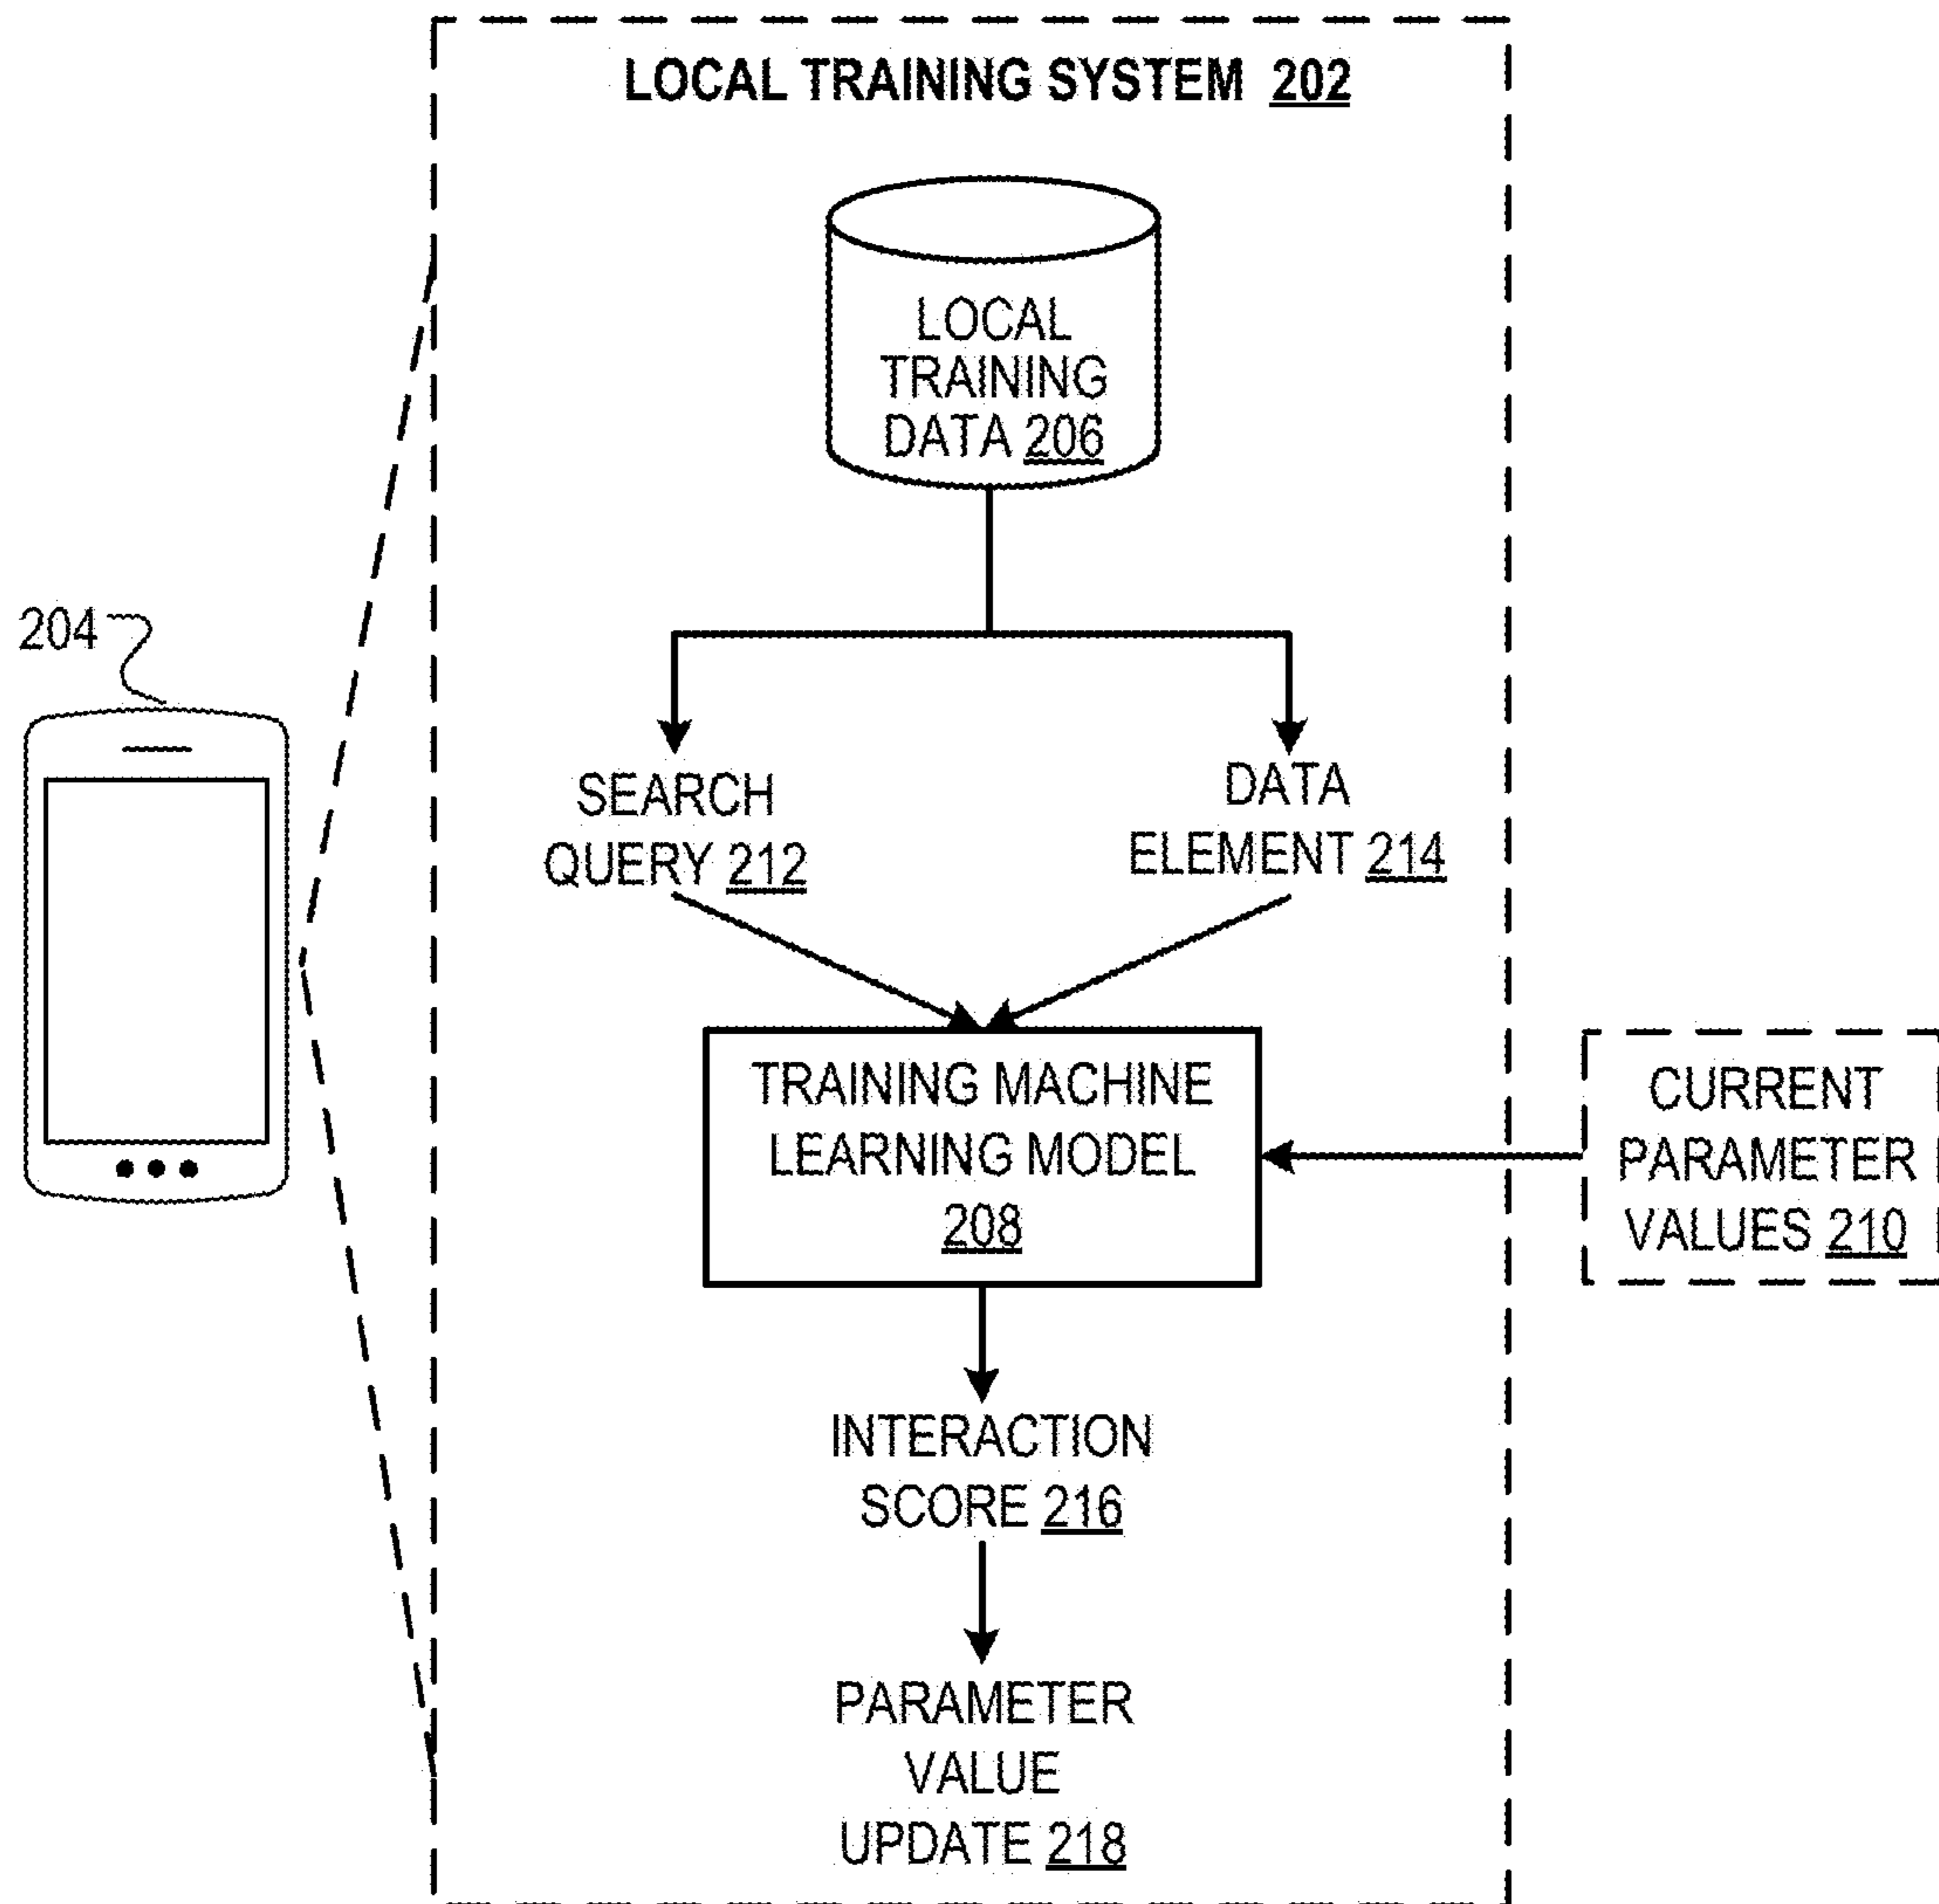 LOCAL TRAINING SYSTEM 202
LOCAL
TRAINING
DATA 206
204
SEARCH
QUERY 212
DATA
ELEMENT 214
TRAINING MACHINE
LEARNING MODEL
208
CURRENT
PARAMETER
VALUES 210
INTERACTION
SCORE 216
PARAMETER
VALUE
UPDATE 218